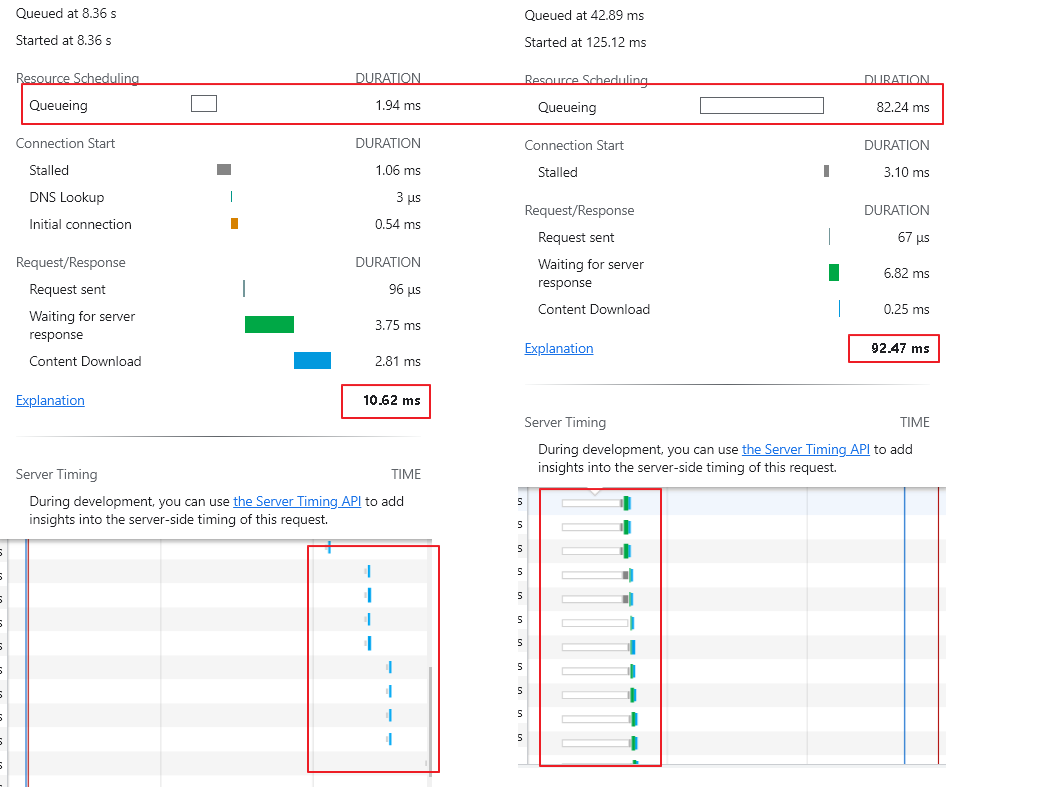 Queued at 8.36 s
Started at 8.36 s
Resource Scheduling DURATION
Queueing 1.94 ms
Connection Start DURATION
Stalled 1.06 ms
DNS Lookup 3 µs
Initial connection 0.54 ms
Request/Response DURATION
Request sent 96 µs
Waiting for server
response 3.75 ms
Content Download 2.81 ms
Explanation 10.62 ms
Server Timing TIME
During development, you can use the Server Timing API to add
insights into the server-side timing of this request.
Queued at 42.89 ms
Started at 125.12 ms
Resource Scheduling DURATION
Queueing 82.24 ms
Connection Start DURATION
Stalled 3.10 ms
Request/Response DURATION
Request sent 67 µs
Waiting for server
response 6.82 ms
Content Download 0.25 ms
Explanation 92.47 ms
Server Timing TIME
During development, you can use the Server Timing API to add
insights into the server-side timing of this request.
s
s
s
s
s
s
s
s
s
s
s